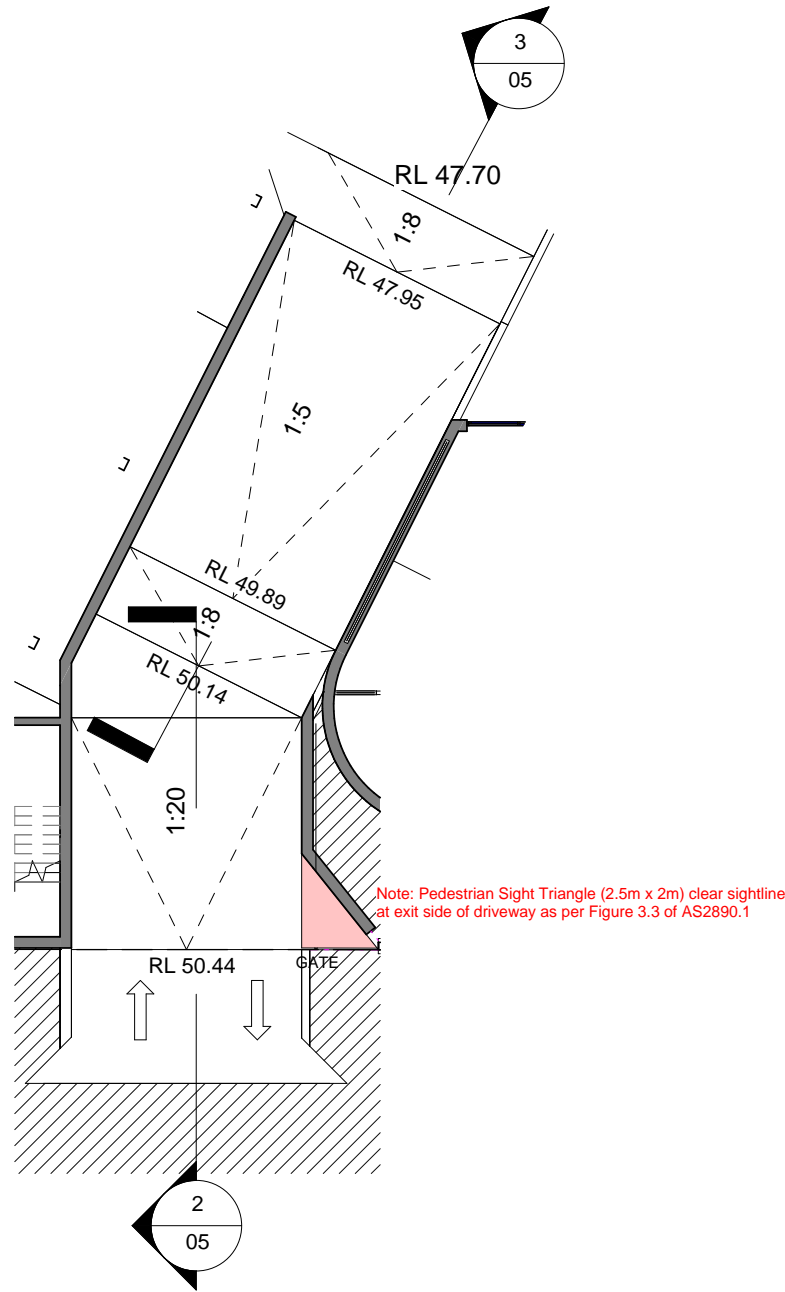 3
05
RL 47.70
1:8
RL 47.95
1:5
RL 49.89
1:8
RL 50.14
1:20
Note: Pedestrian Sight Triangle (2.5m x 2m) clear sightline
at exit side of driveway as per Figure 3.3 of AS2890.1
RL 50.44
GATE
2
05